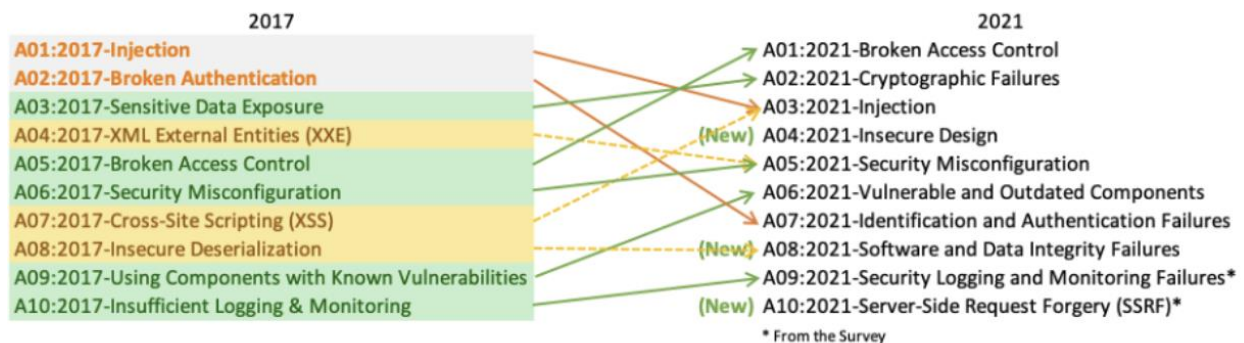 2017
A01:2017-Injection
A02:2017-Broken Authentication
A03:2017-Sensitive Data Exposure
A04:2017-XML External Entities (XXE)
A05:2017-Broken Access Control
A06:2017-Security Misconfiguration
A07:2017-Cross-Site Scripting (XSS)
A08:2017-Insecure Deserialization
A09:2017-Using Components with Known Vulnerabilities
A10:2017-Insufficient Logging & Monitoring
2021
A01:2021-Broken Access Control
A02:2021-Cryptographic Failures
A03:2021-Injection
(New) A04:2021-Insecure Design
A05:2021-Security Misconfiguration
A06:2021-Vulnerable and Outdated Components
A07:2021-Identification and Authentication Failures
(New) A08:2021-Software and Data Integrity Failures
A09:2021-Security Logging and Monitoring Failures*
(New) A10:2021-Server-Side Request Forgery (SSRF)*
* From the Survey